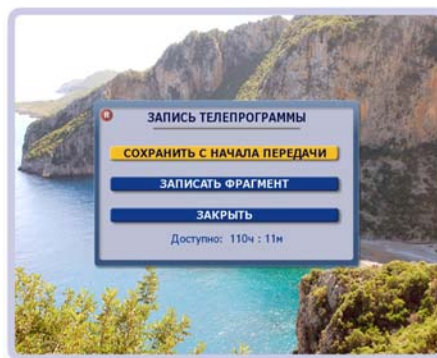 R
ЗАПИСЬ ТЕЛЕПРОГРАММЫ
СОХРАНИТЬ С НАЧАЛА ПЕРЕДАЧИ
ЗАПИСАТЬ ФРАГМЕНТ
ЗАКРЫТЬ
Доступно: 110ч : 11м